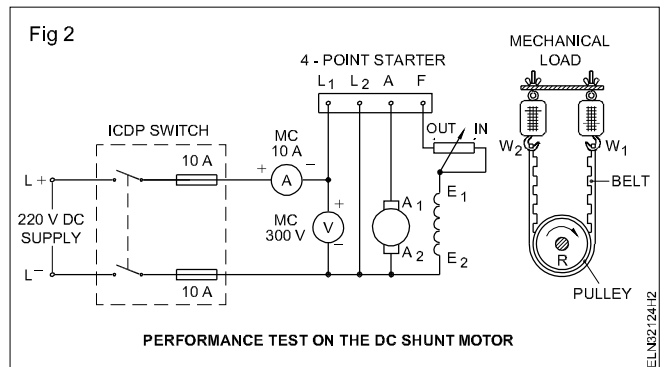 Fig 2
4 - POINT STARTER
L1 L2 A F
MECHANICAL
LOAD
ICDP SWITCH
MC
10 A
OUT IN
W2 W1
10 A
L +
+ A –
E1
BELT
220 V DC
SUPPLY
MC
300 V
+
V
–
A1
A2
E2
R
L–
10 A
PULLEY
PERFORMANCE TEST ON THE DC SHUNT MOTOR
ELN32124H2